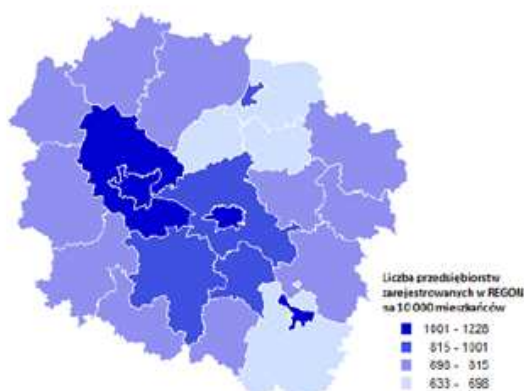 Liczba przedsiębiorstw
zarejestrowanych w REGON
na 10 000 mieszkańców
1001 - 1228
815 - 1001
698 - 815
633 - 698